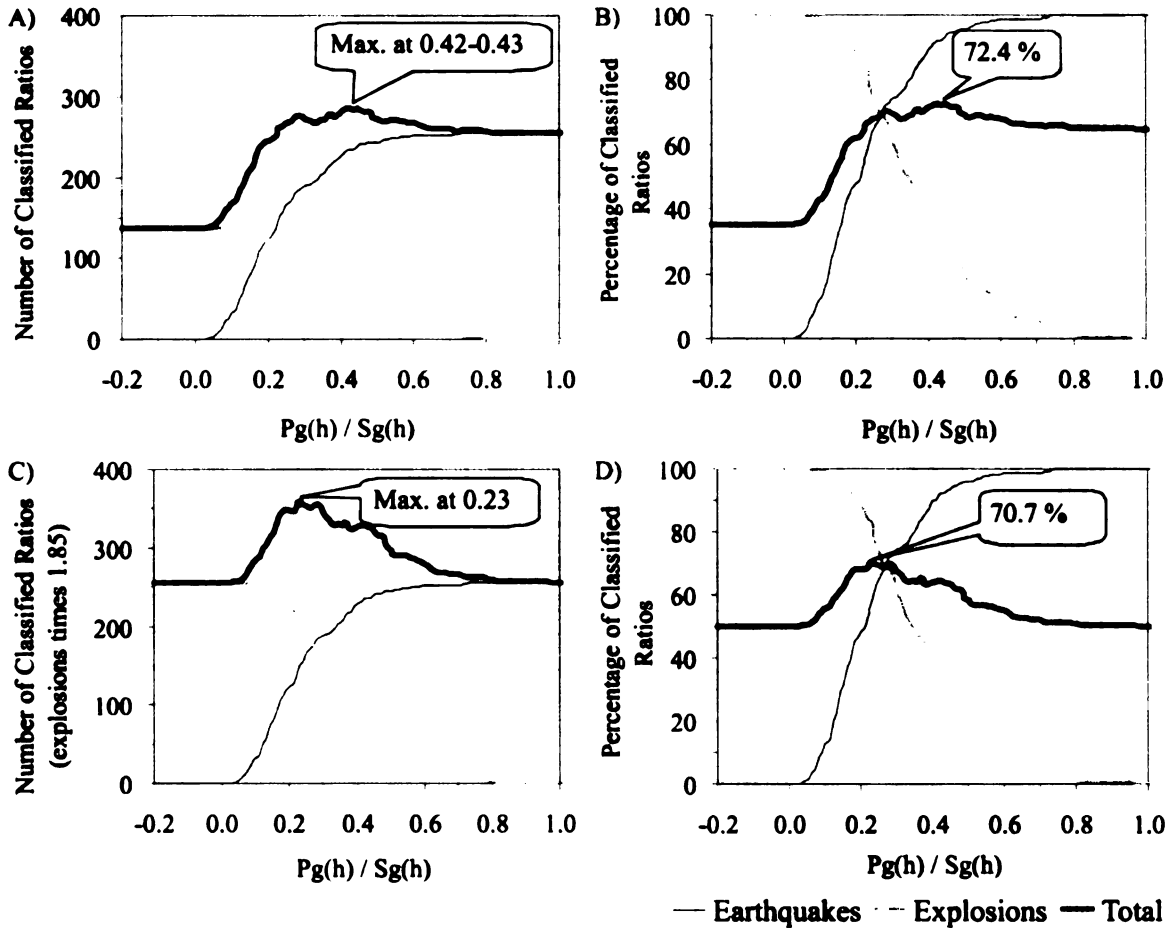 A)
Number of Classified Ratios
400
300
200
100
0
Max. at 0.42-0.43
-0.2 0.0 0.2 0.4 0.6 0.8 1.0
Pg(h) / Sg(h)
B)
Percentage of Classified
Ratios
100
80
60
40
20
0
72.4 %
-0.2 0.0 0.2 0.4 0.6 0.8 1.0
Pg(h) / Sg(h)
C)
Number of Classified Ratios
(explosions times 1.85)
400
300
200
100
0
Max. at 0.23
-0.2 0.0 0.2 0.4 0.6 0.8 1.0
Pg(h) / Sg(h)
D)
Percentage of Classified
Ratios
100
80
60
40
20
0
70.7 %
-0.2 0.0 0.2 0.4 0.6 0.8 1.0
Pg(h) / Sg(h)
Earthquakes Explosions Total